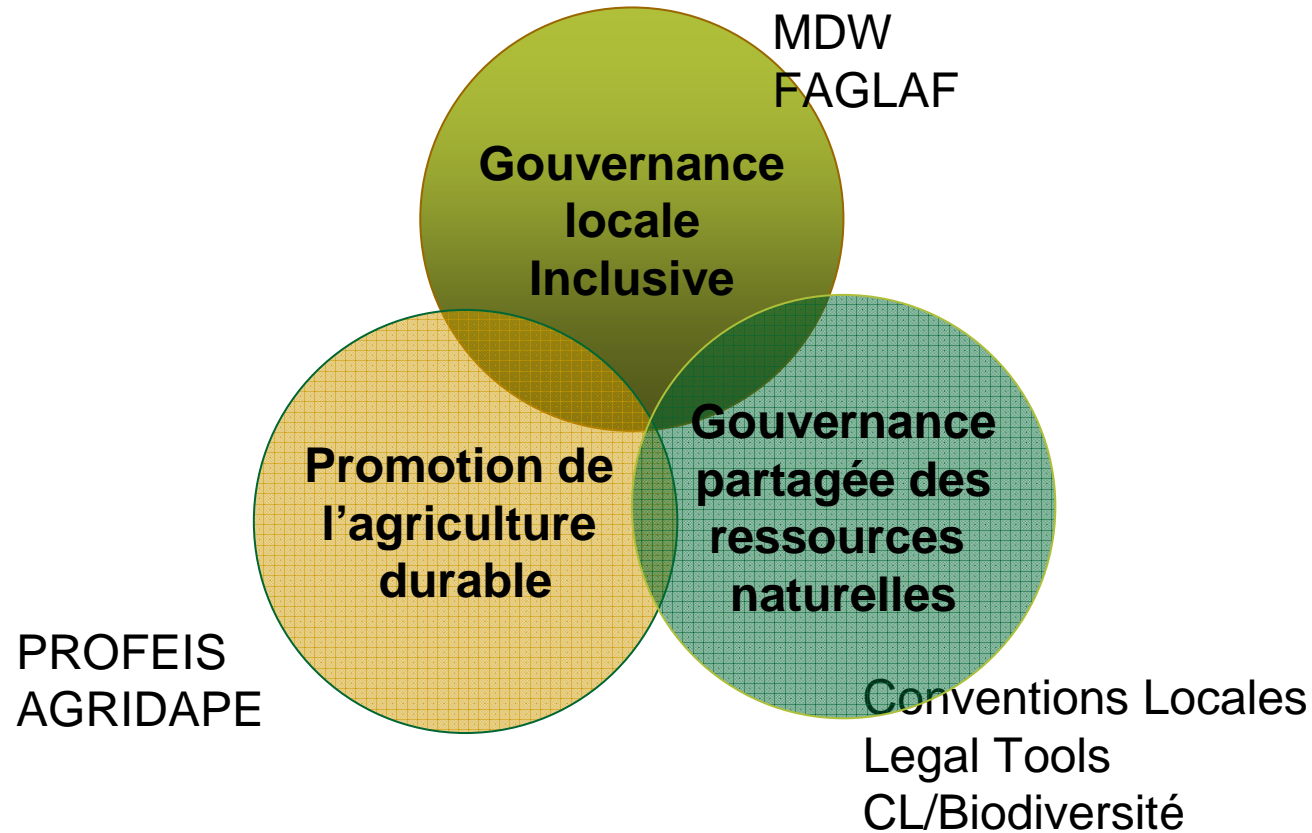 MDW
FAGLAF
Gouvernance
locale
Inclusive
Promotion de
l’agriculture
durable
Gouvernance
partagée des
ressources
naturelles
PROFEIS
AGRIDAPE
Conventions Locales
Legal Tools
CL/Biodiversité